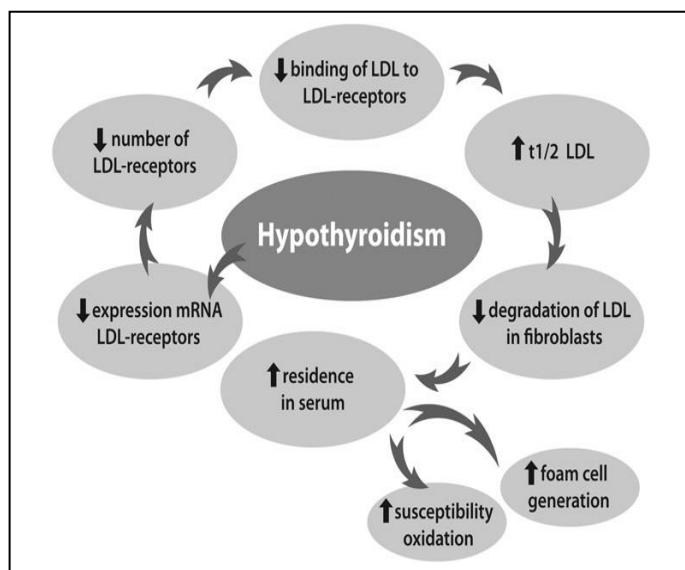 ↓ binding of LDL to
LDL-receptors
↓ number of
LDL-receptors
↑ t1/2 LDL
Hypothyroidism
↓ expression mRNA
LDL-receptors
↓ degradation of LDL
in fibroblasts
↑ residence
in serum
↑ foam cell
generation
↑ susceptibility
oxidation